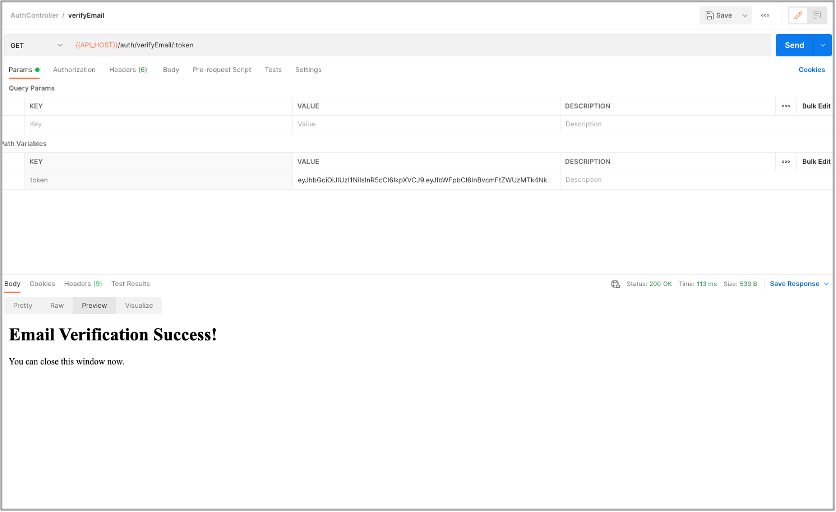 AuthController / verifyEmail
Save
GET {{API_HOST}}/auth/verifyEmail/:token Send
Params Authorization Headers (6) Body Pre-request Script Tests Settings Cookies
Query Params
KEY VALUE DESCRIPTION Bulk Edit
Key Value Description
Path Variables
KEY VALUE DESCRIPTION Bulk Edit
token Description
Body Cookies Headers (9) Test Results Status: 200 OK Time: 113 ms Size: 539 B Save Response
Pretty Raw Preview Visualize
Email Verification Success!
You can close this window now.